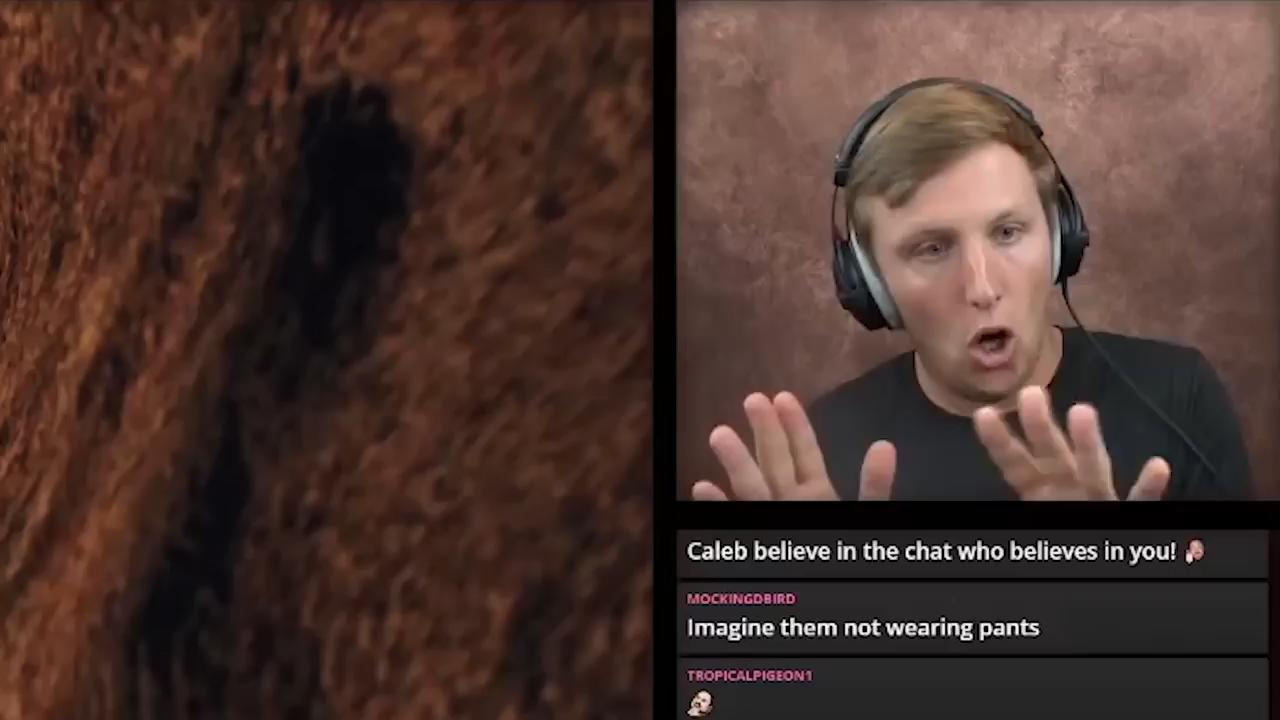 Caleb believe in the chat who believes in you!
MOCKINGDBIRD
Imagine them not wearing pants
TROPICALPIGEON1